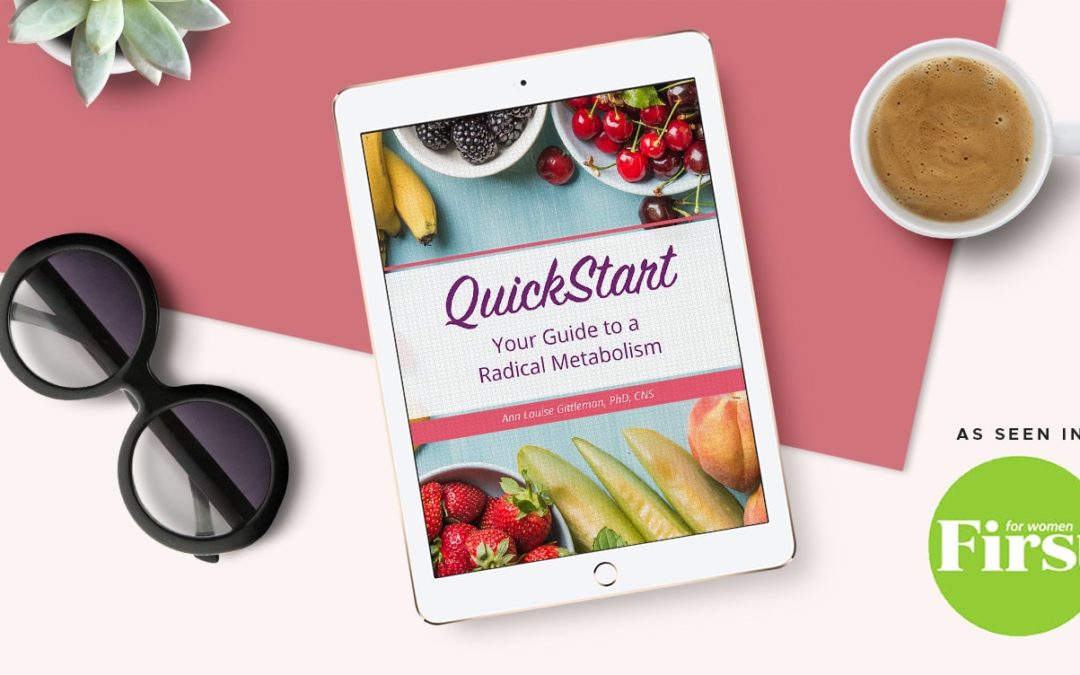 QuickStart
Your Guide to a
Radical Metabolism
Ann Louise Gittleman, PhD, CNS
AS SEEN IN
for women
First